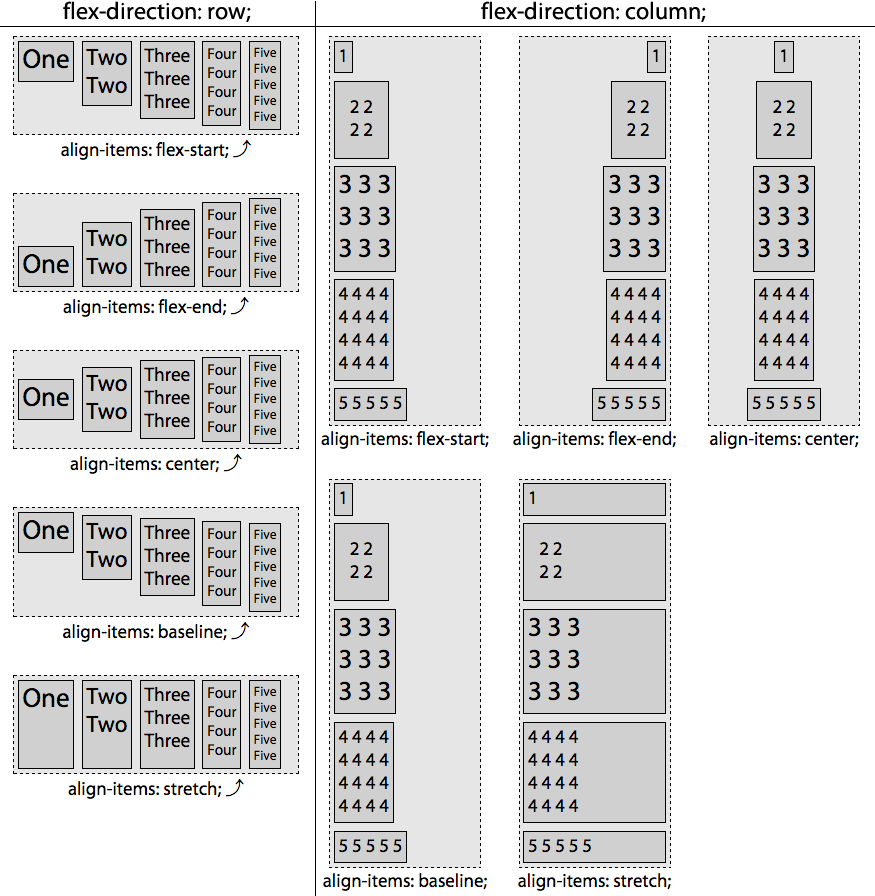 flex-direction: row;
One
Two
Two
Three
Three
Three
Four
Four
Four
Four
Five
Five
Five
Five
Five
align-items: flex-start;
One
Two
Two
Three
Three
Three
Four
Four
Four
Four
Five
Five
Five
Five
Five
align-items: flex-end;
One
Two
Two
Three
Three
Three
Four
Four
Four
Four
Five
Five
Five
Five
Five
align-items: center;
One
Two
Two
Three
Three
Three
Four
Four
Four
Four
Five
Five
Five
Five
Five
align-items: baseline;
One
Two
Two
Three
Three
Three
Four
Four
Four
Four
Five
Five
Five
Five
Five
align-items: stretch;
flex-direction: column;
1
2 2
2 2
3 3 3
3 3 3
3 3 3
4 4 4 4
4 4 4 4
4 4 4 4
4 4 4 4
5 5 5 5 5
align-items: flex-start;
1
2 2
2 2
3 3 3
3 3 3
3 3 3
4 4 4 4
4 4 4 4
4 4 4 4
4 4 4 4
5 5 5 5 5
align-items: flex-end;
1
2 2
2 2
3 3 3
3 3 3
3 3 3
4 4 4 4
4 4 4 4
4 4 4 4
4 4 4 4
5 5 5 5 5
align-items: center;
1
2 2
2 2
3 3 3
3 3 3
3 3 3
4 4 4 4
4 4 4 4
4 4 4 4
4 4 4 4
5 5 5 5 5
align-items: baseline;
1
2 2
2 2
3 3 3
3 3 3
3 3 3
4 4 4 4
4 4 4 4
4 4 4 4
4 4 4 4
5 5 5 5 5
align-items: stretch;